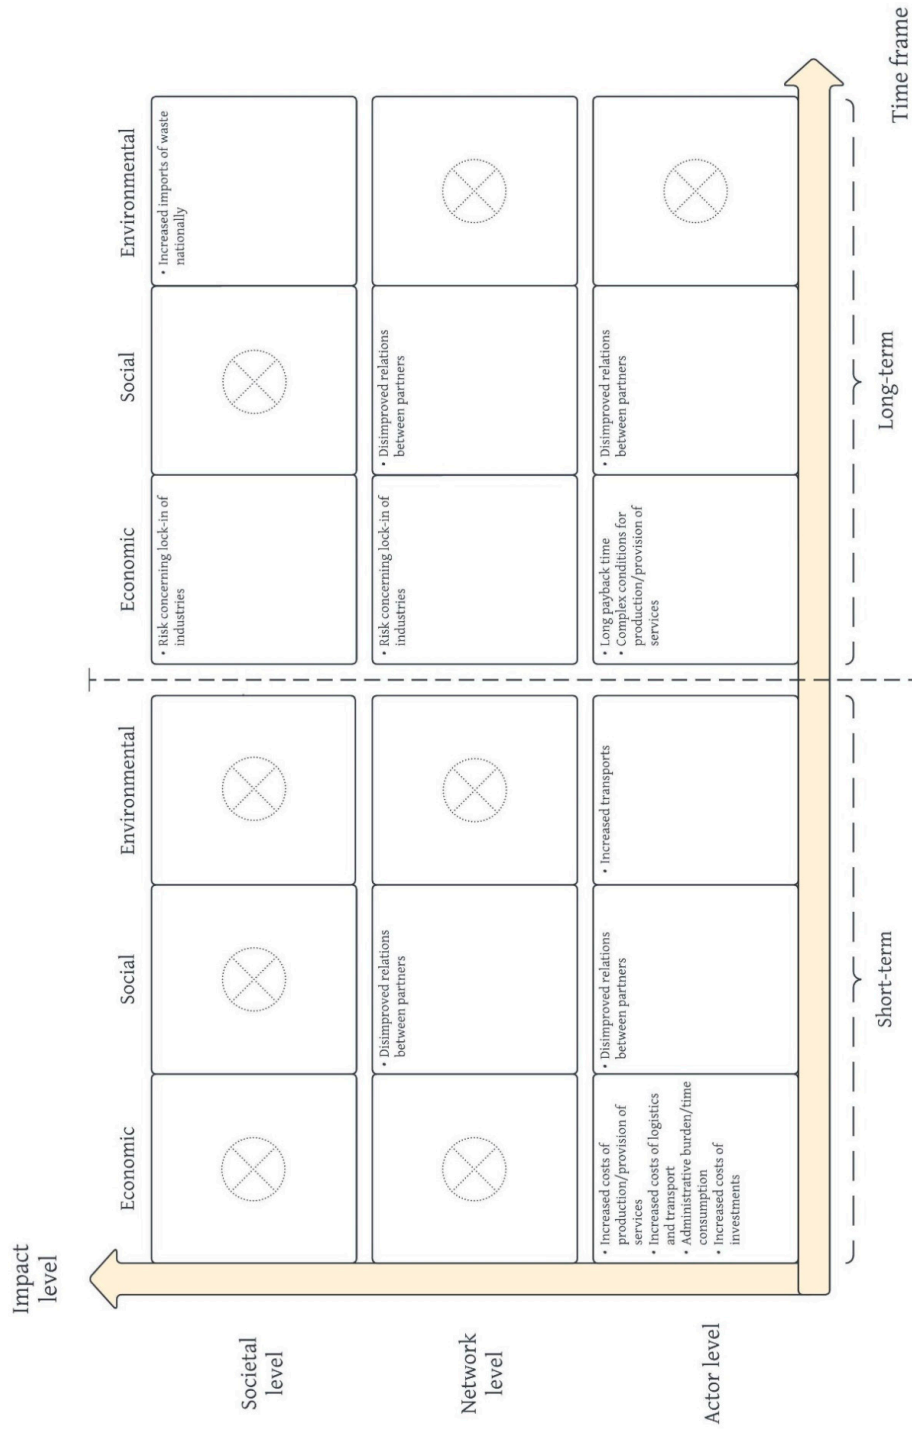 Impact
level
Economic
Social
Environmental
Economic
Social
Environmental
Societal
level
• Risk concerning lock-in of
industries
• Increased imports of waste
nationally
Network
level
• Disimproved relations
between partners
• Risk concerning lock-in of
industries
• Disimproved relations
between partners
Actor level
• Increased costs of
production/provision of
services
• Increased costs of logistics
and transport
• Administrative burden/time
consumption
• Increased costs of
investments
• Disimproved relations
between partners
• Increased transports
• Long payback time
• Complex conditions for
production/provision of
services
• Disimproved relations
between partners
Short-term
Long-term
Time frame